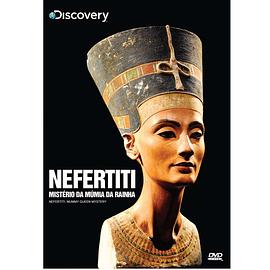 Discovery
NEFERTITI
MISTÉRIO DA MÚMIA DA RAINHA
NEFERTITI: MUMMY QUEEN MYSTERY
DVD